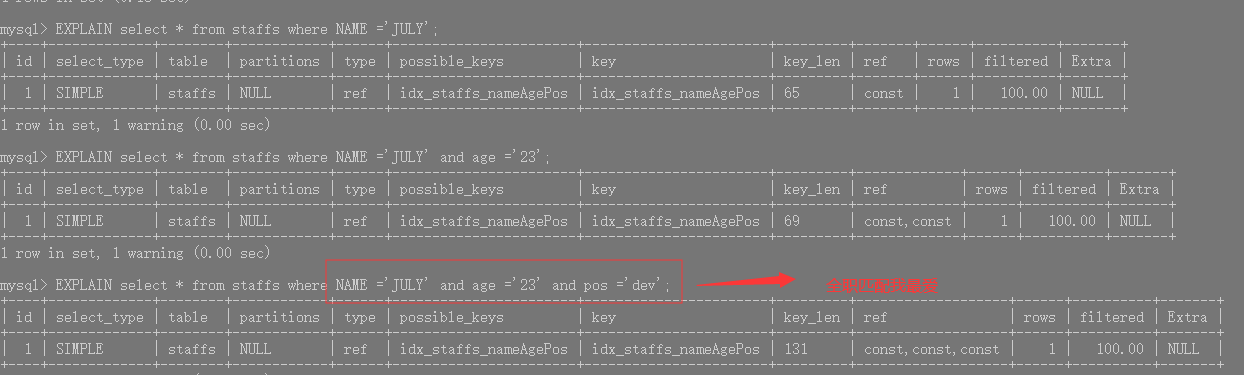 mysql> EXPLAIN select * from staffs where NAME ='JULY';
| id | select_type | table | partitions | type | possible_keys | key | key_len | ref | rows | filtered | Extra |
| 1 | SIMPLE | staffs | NULL | ref | idx_staffs_nameAgePos | idx_staffs_nameAgePos | 65 | const | 1 | 100.00 | NULL |
1 row in set, 1 warning (0.00 sec)
mysql> EXPLAIN select * from staffs where NAME ='JULY' and age ='23';
| id | select_type | table | partitions | type | possible_keys | key | key_len | ref | rows | filtered | Extra |
| 1 | SIMPLE | staffs | NULL | ref | idx_staffs_nameAgePos | idx_staffs_nameAgePos | 69 | const,const | 1 | 100.00 | NULL |
1 row in set, 1 warning (0.00 sec)
mysql> EXPLAIN select * from staffs where NAME ='JULY' and age ='23' and pos ='dev';
| id | select_type | table | partitions | type | possible_keys | key | key_len | ref | rows | filtered | Extra |
| 1 | SIMPLE | staffs | NULL | ref | idx_staffs_nameAgePos | idx_staffs_nameAgePos | 131 | const,const,const | 1 | 100.00 | NULL |